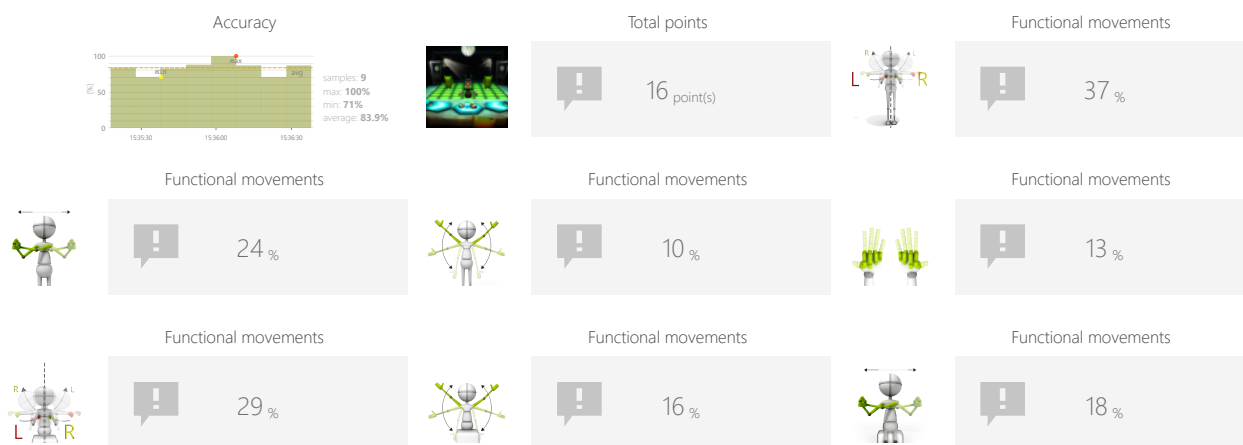 Accuracy
100
50
0
[%]
min
max
avg
15:35:30
15:36:00
15:36:30
samples: 9
max: 100%
min: 71%
average: 83.9%
Total points
16 point(s)
Functional movements
R L
L R
37 %
Functional movements
24 %
Functional movements
10 %
Functional movements
13 %
Functional movements
R L
L R
29 %
Functional movements
16 %
Functional movements
18 %